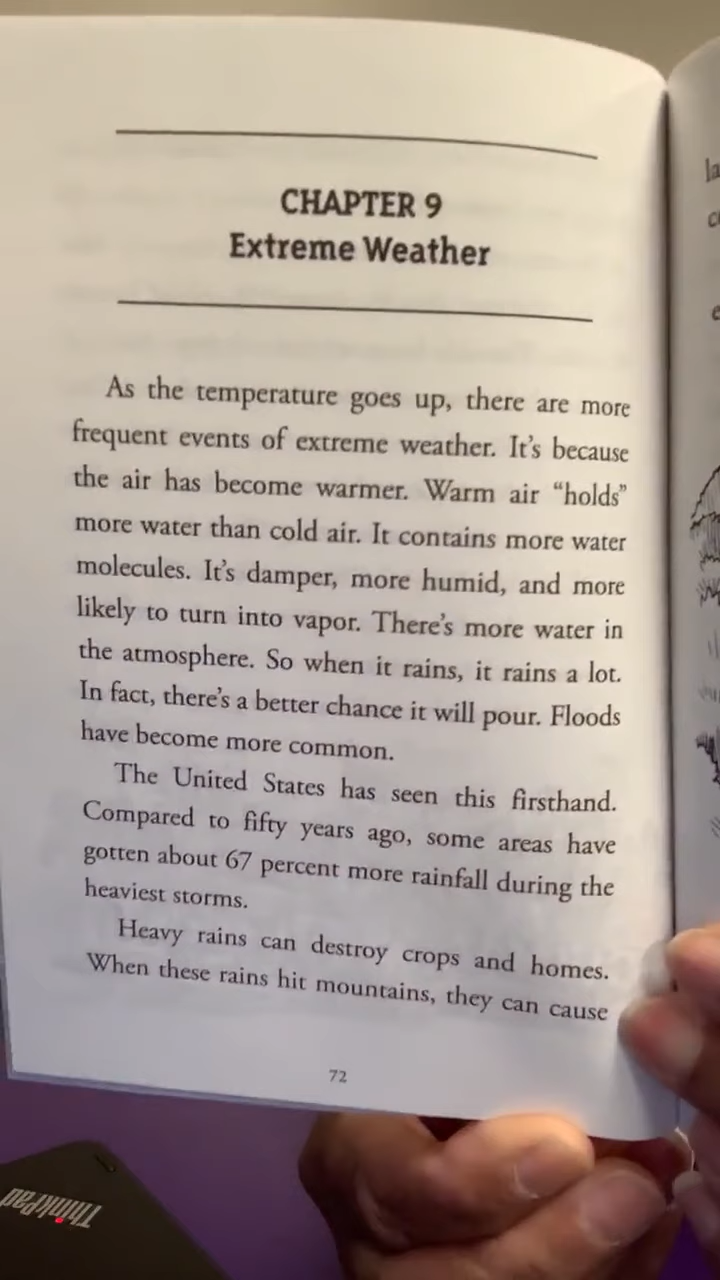 CHAPTER 9
Extreme Weather
As the temperature goes up, there are more
frequent events of extreme weather. It's because
the air has become warmer. Warm air “holds”
more water than cold air. It contains more water
molecules. It's damper, more humid, and more
likely to turn into vapor. There's more water in
the atmosphere. So when it rains, it rains a lot.
In fact, there's a better chance it will pour. Floods
have become more common.
The United States has seen this firsthand.
Compared to fifty years ago, some areas have
gotten about 67 percent more rainfall during the
heaviest storms.
Heavy rains can destroy crops and homes.
When these rains hit mountains, they can cause
72
ThinkPad